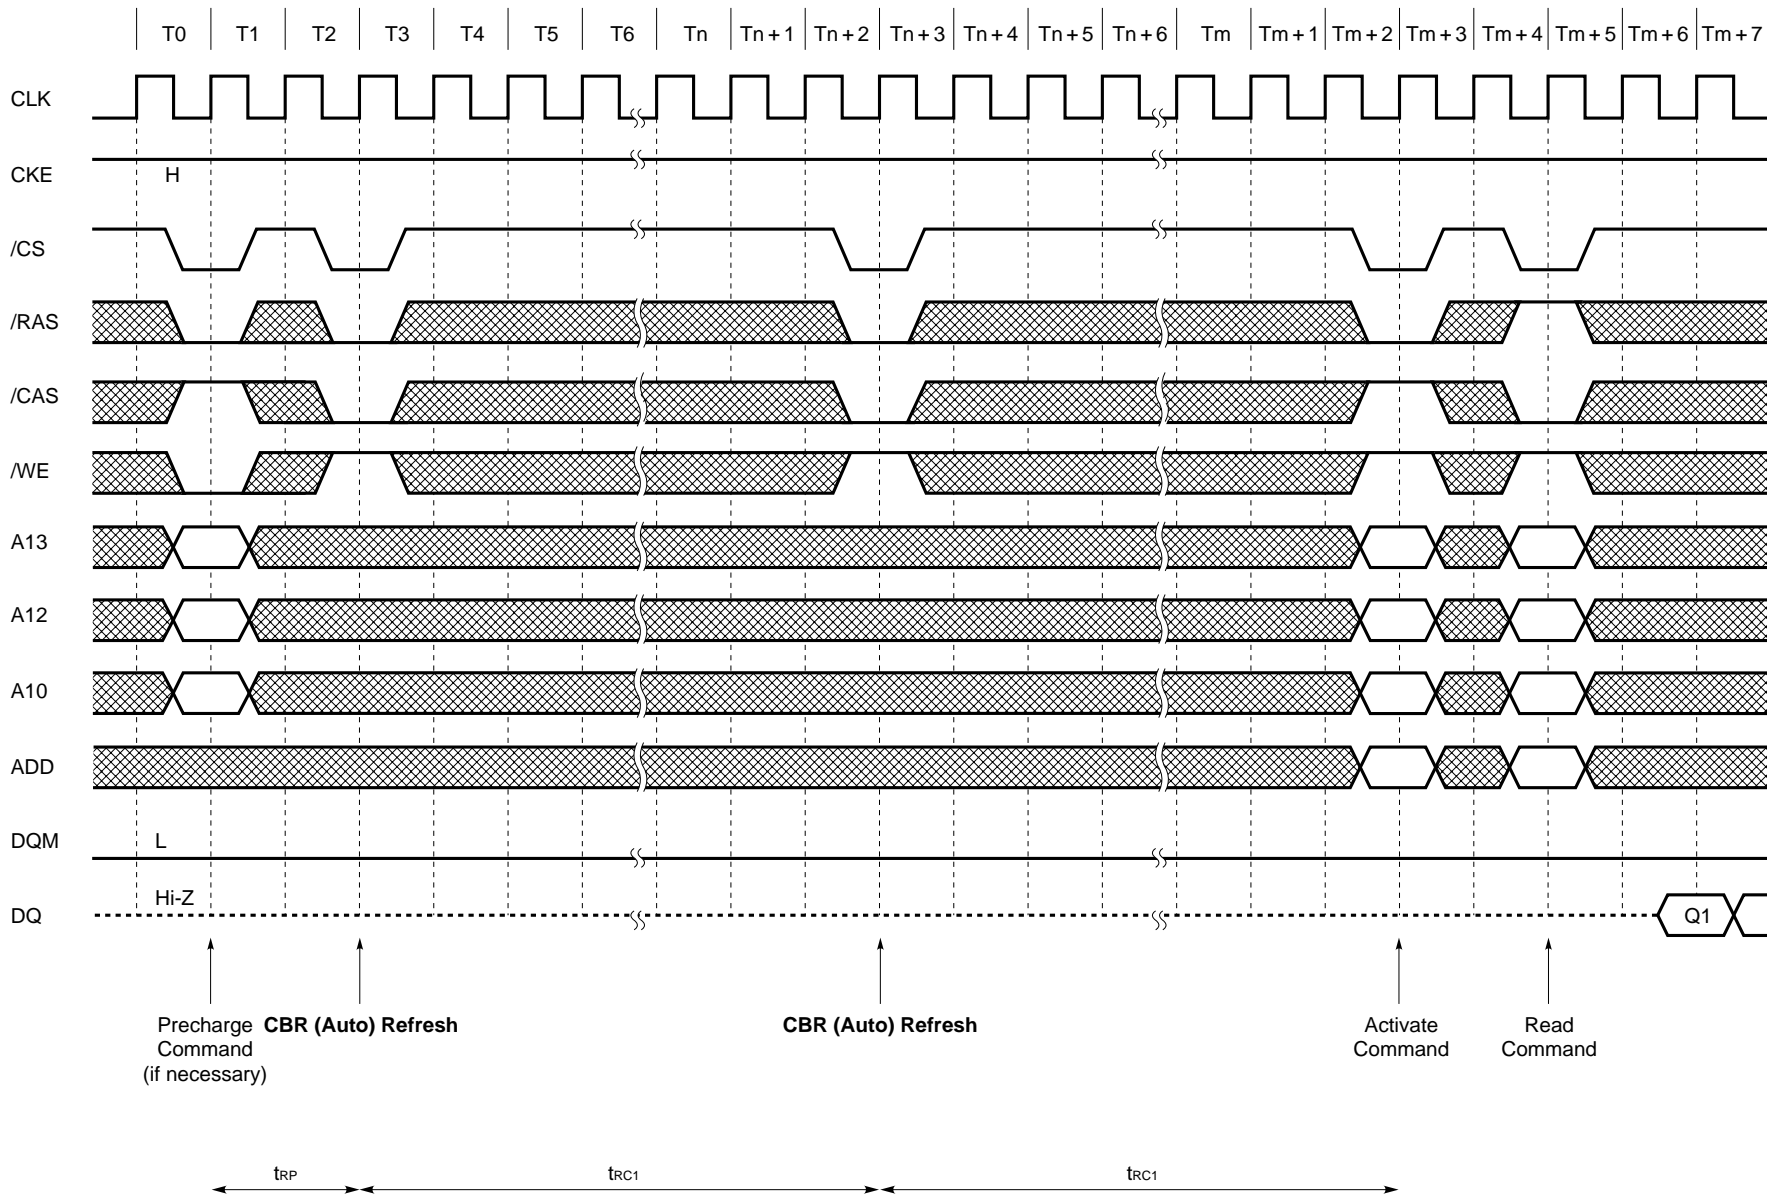 T0 T1 T2 T3 T4 T5 T6 Tn Tn + 1 Tn + 2 Tn + 3 Tn + 4 Tn + 5 Tn + 6 Tm Tm + 1 Tm + 2 Tm + 3 Tm + 4 Tm + 5 Tm + 6 Tm + 7
CLK
CKE
H
/CS
/RAS
/CAS
/WE
A13
A12
A10
ADD
DQM
L
Hi-Z
DQ
Q1
Precharge
Command
(if necessary)
CBR (Auto) Refresh
CBR (Auto) Refresh
Activate
Command
Read
Command
tRP
tRC1
tRC1